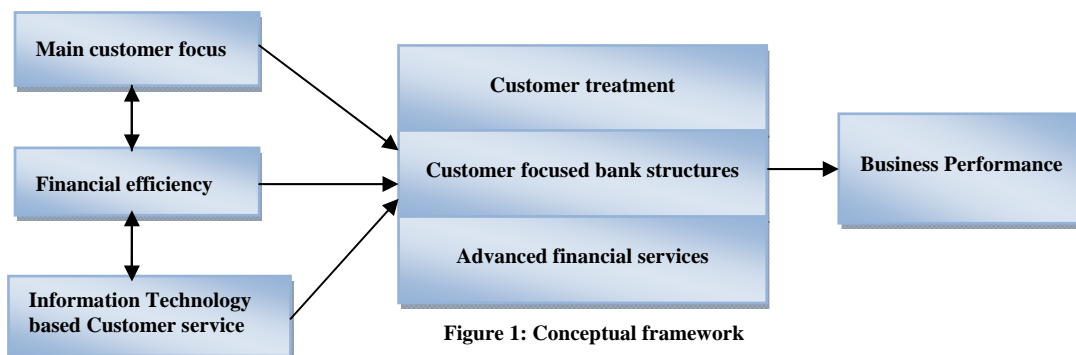 Main customer focus
Financial efficiency
Information Technology
based Customer service
Customer treatment
Customer focused bank structures
Advanced financial services
Business Performance
Figure 1: Conceptual framework